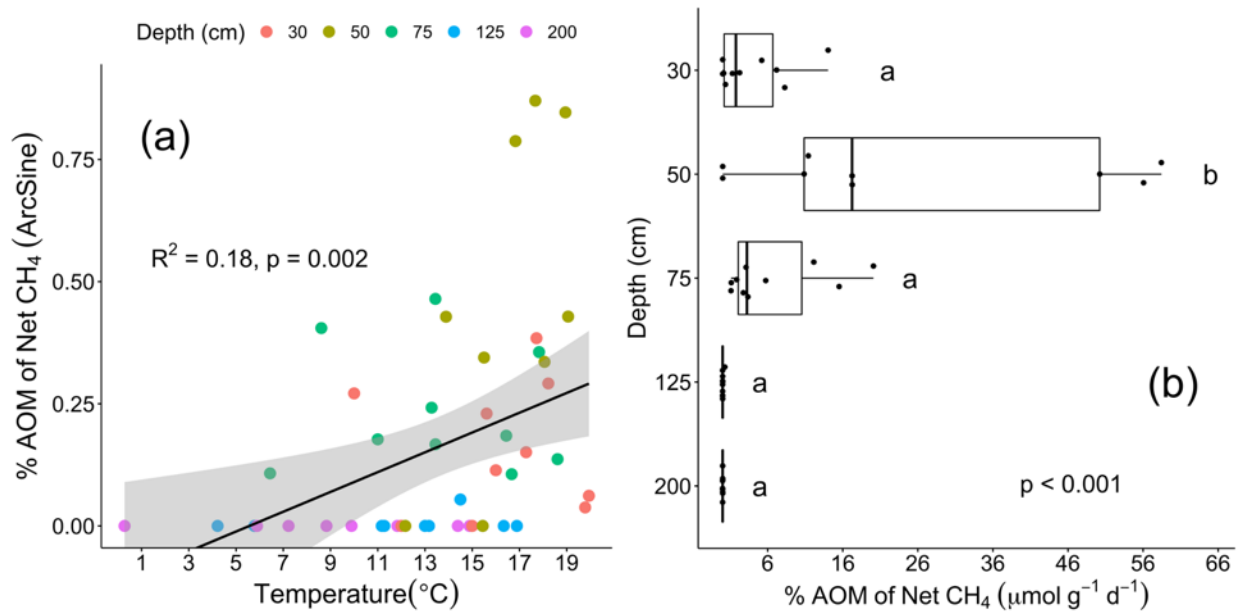 Depth (cm) 30 50 75 125 200
(a)
% AOM of Net CH₄ (ArcSine)
0.75
0.50
0.25
0.00
R² = 0.18, p = 0.002
1 3 5 7 9 11 13 15 17 19
Temperature(°C)
Depth (cm)
30 a
50 b
75 a
125 a
(b)
200 a
p < 0.001
6 16 26 36 46 56 66
% AOM of Net CH₄ (μmol g⁻¹ d⁻¹)